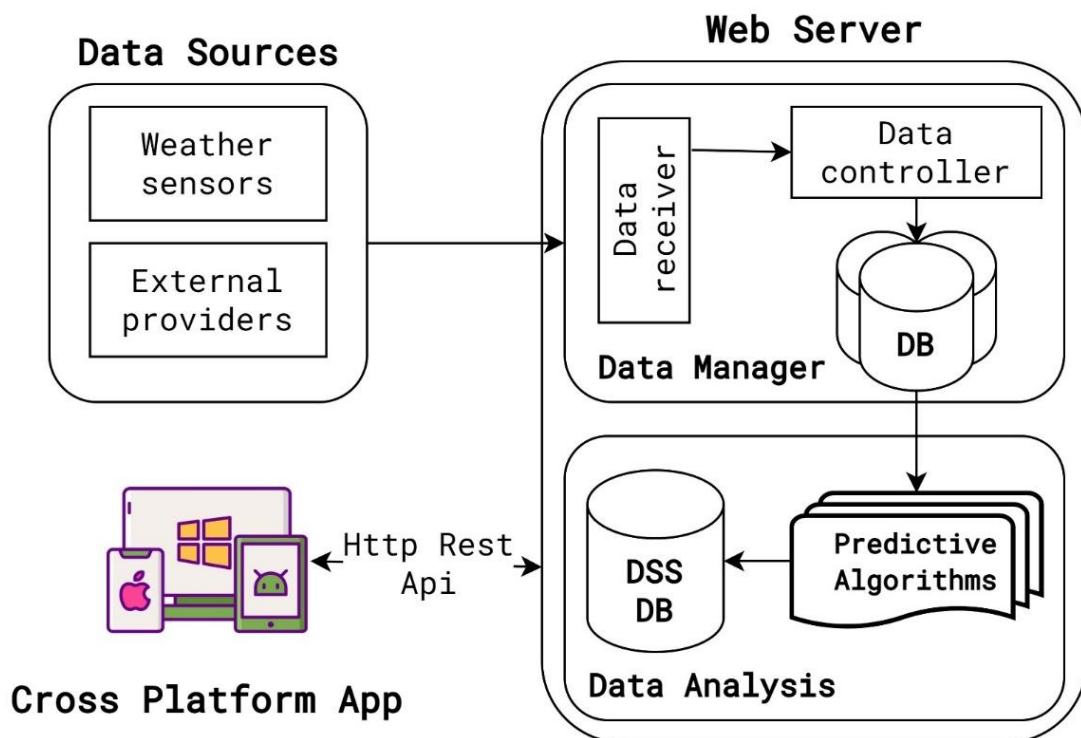 Data Sources
Weather
sensors
External
providers
Web Server
Data
receiver
Data
controller
DB
Data Manager
Predictive
Algorithms
DSS
DB
Data Analysis
Http Rest
Api
Cross Platform App